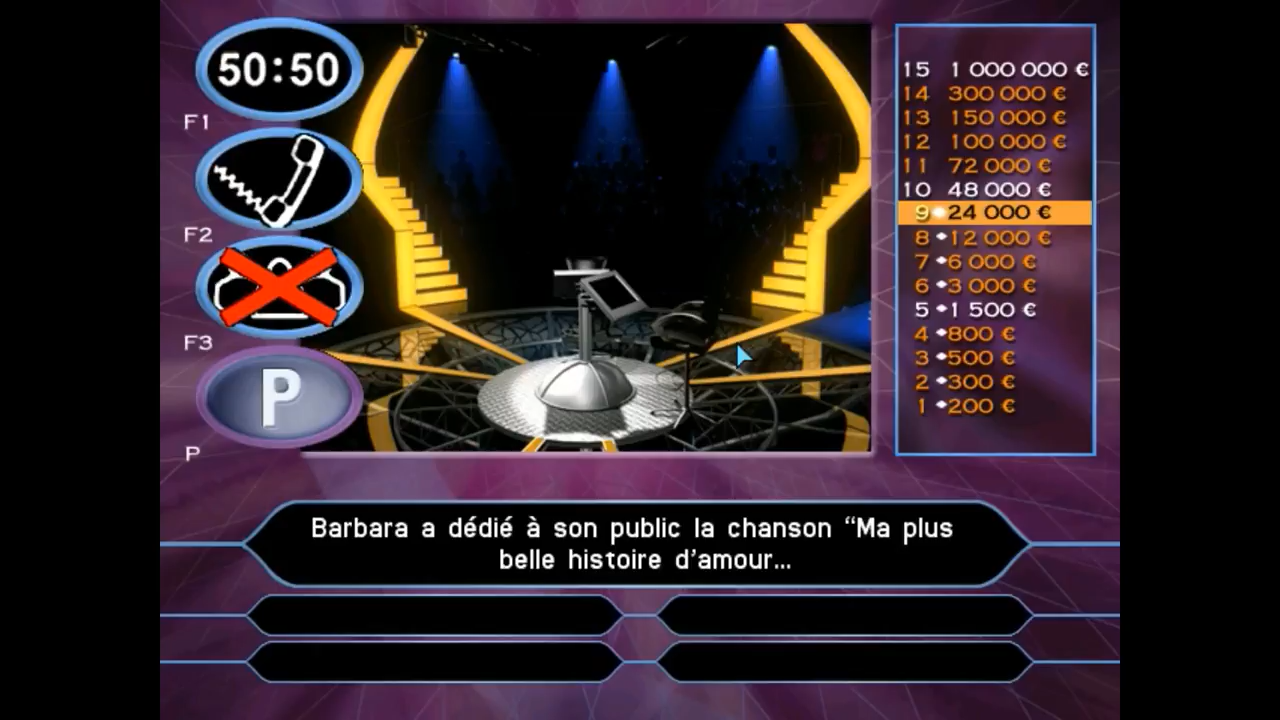 50:50
F1
F2
F3
P
P
15 1 000 000 €
14 300 000 €
13 150 000 €
12 100 000 €
11 72 000 €
10 48 000 €
9 24 000 €
8 12 000 €
7 6 000 €
6 3 000 €
5 1 500 €
4 800 €
3 500 €
2 300 €
1 200 €
Barbara a dédié à son public la chanson “Ma plus
belle histoire d’amour...